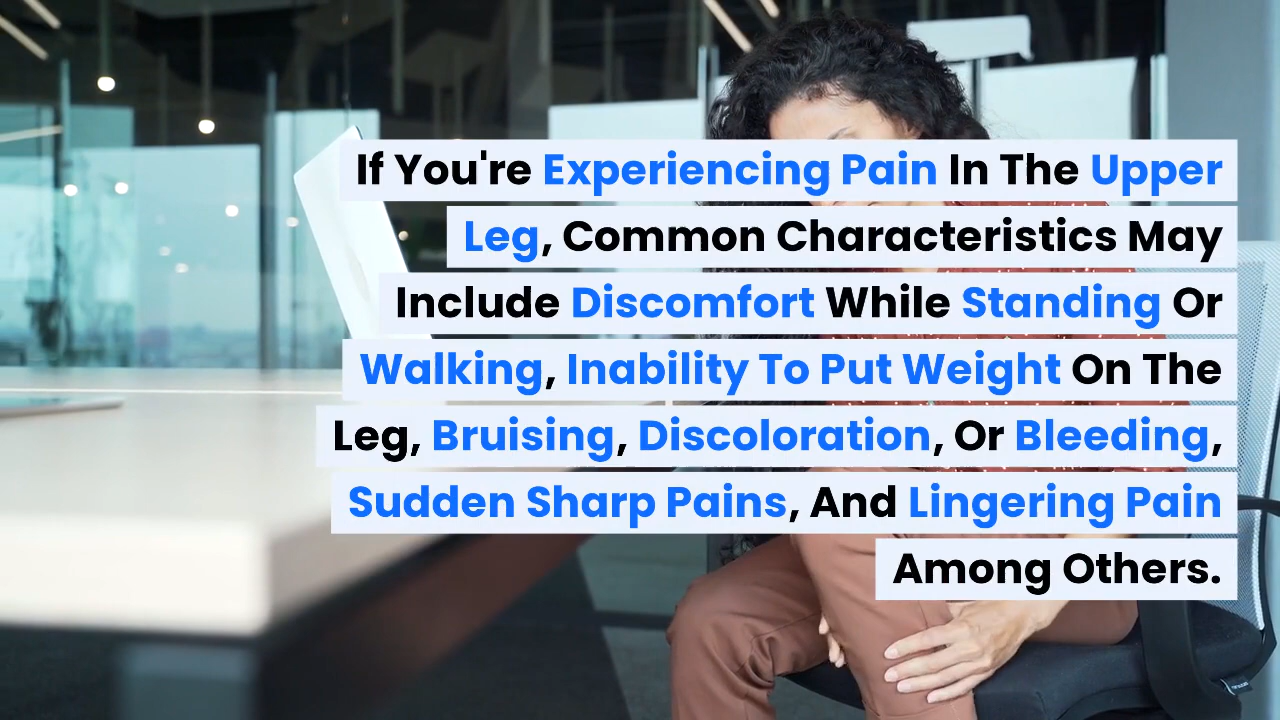 If You're Experiencing Pain In The Upper
Leg, Common Characteristics May
Include Discomfort While Standing Or
Walking, Inability To Put Weight On The
Leg, Bruising, Discoloration, Or Bleeding,
Sudden Sharp Pains, And Lingering Pain
Among Others.